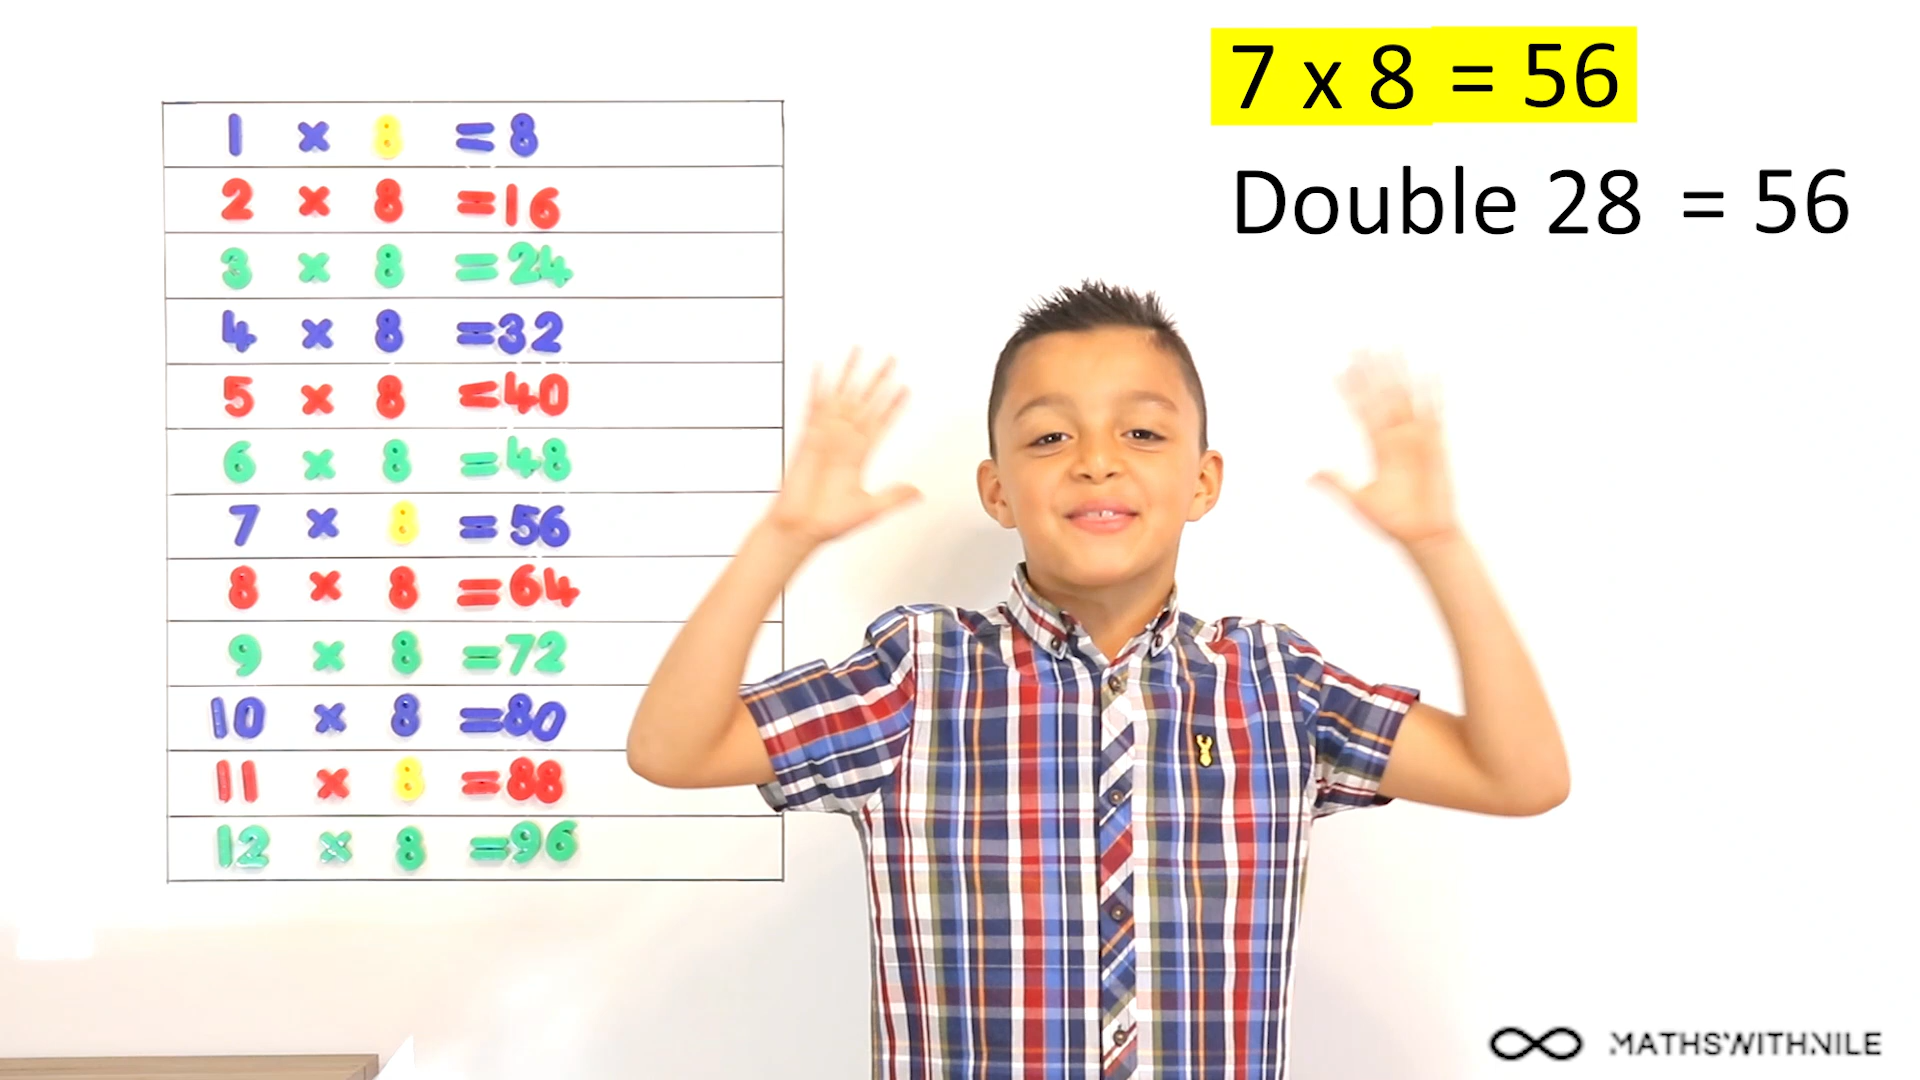 1 x 8 = 8
2 x 8 = 16
3 x 8 = 24
4 x 8 = 32
5 x 8 = 40
6 x 8 = 48
7 x 8 = 56
8 x 8 = 64
9 x 8 = 72
10 x 8 = 80
11 x 8 = 88
12 x 8 = 96
7 x 8 = 56
Double 28 = 56
MATHSWITHNILE